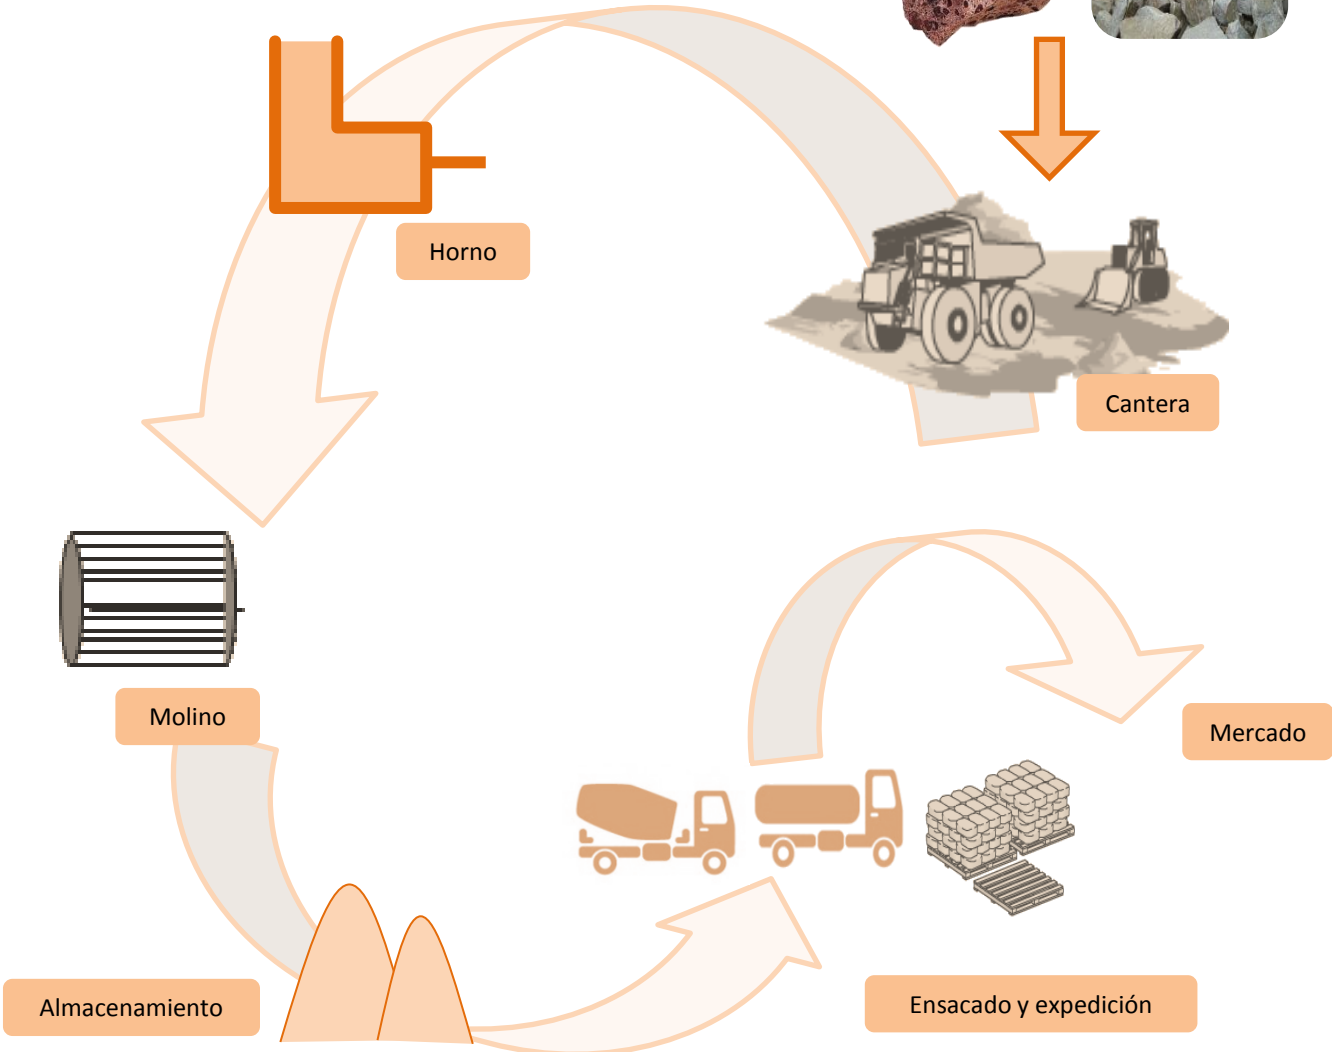 Horno
Cantera
Molino
Mercado
Almacenamiento
Ensacado y expedición